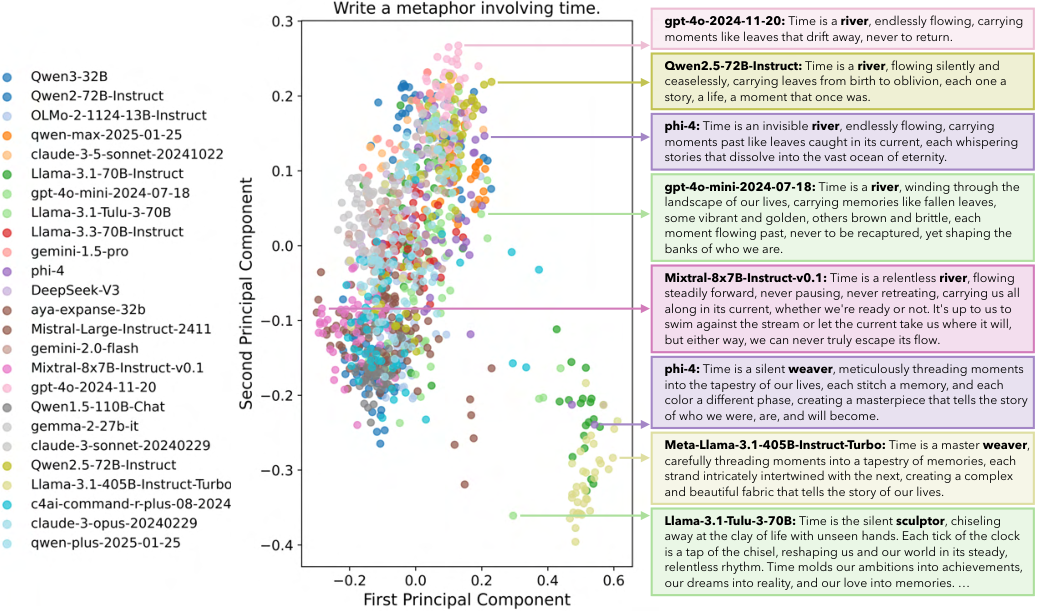 Write a metaphor involving time.
Qwen3-32B
Qwen2-72B-Instruct
OLMo-2-1124-13B-Instruct
qwen-max-2025-01-25
claude-3-5-sonnet-20241022
Llama-3.1-70B-Instruct
gpt-4o-mini-2024-07-18
Llama-3.1-Tulu-3-70B
Llama-3.3-70B-Instruct
gemini-1.5-pro
phi-4
DeepSeek-V3
aya-expanse-32b
Mistral-Large-Instruct-2411
gemini-2.0-flash
Mixtral-8x7B-Instruct-v0.1
gpt-4o-2024-11-20
Qwen1.5-110B-Chat
gemma-2-27b-it
claude-3-sonnet-20240229
Qwen2.5-72B-Instruct
Llama-3.1-405B-Instruct-Turbo
c4ai-command-r-plus-08-2024
claude-3-opus-20240229
qwen-plus-2025-01-25
Second Principal Component
0.3
0.2
0.1
0.0
−0.1
−0.2
−0.3
−0.4
−0.2
0.0
0.2
0.4
0.6
First Principal Component
gpt-4o-2024-11-20: Time is a river, endlessly flowing, carrying
moments like leaves that drift away, never to return.
Qwen2.5-72B-Instruct: Time is a river, flowing silently and
ceaselessly, carrying leaves from birth to oblivion, each one a
story, a life, a moment that once was.
phi-4: Time is an invisible river, endlessly flowing, carrying
moments past like leaves caught in its current, each whispering
stories that dissolve into the vast ocean of eternity.
gpt-4o-mini-2024-07-18: Time is a river, winding through the
landscape of our lives, carrying memories like fallen leaves,
some vibrant and golden, others brown and brittle, each
moment flowing past, never to be recaptured, yet shaping the
banks of who we are.
Mixtral-8x7B-Instruct-v0.1: Time is a relentless river, flowing
steadily forward, never pausing, never retreating, carrying us all
along in its current, whether we're ready or not. It's up to us to
swim against the stream or let the current take us where it will,
but either way, we can never truly escape its flow.
phi-4: Time is a silent weaver, meticulously threading moments
into the tapestry of our lives, each stitch a memory, and each
color a different phase, creating a masterpiece that tells the story
of who we were, are, and will become.
Meta-Llama-3.1-405B-Instruct-Turbo: Time is a master weaver,
carefully threading moments into a tapestry of memories, each
strand intricately intertwined with the next, creating a complex
and beautiful fabric that tells the story of our lives.
Llama-3.1-Tulu-3-70B: Time is the silent sculptor, chiseling
away at the clay of life with unseen hands. Each tick of the clock
is a tap of the chisel, reshaping us and our world in its steady,
relentless rhythm. Time molds our ambitions into achievements,
our dreams into reality, and our love into memories. ...